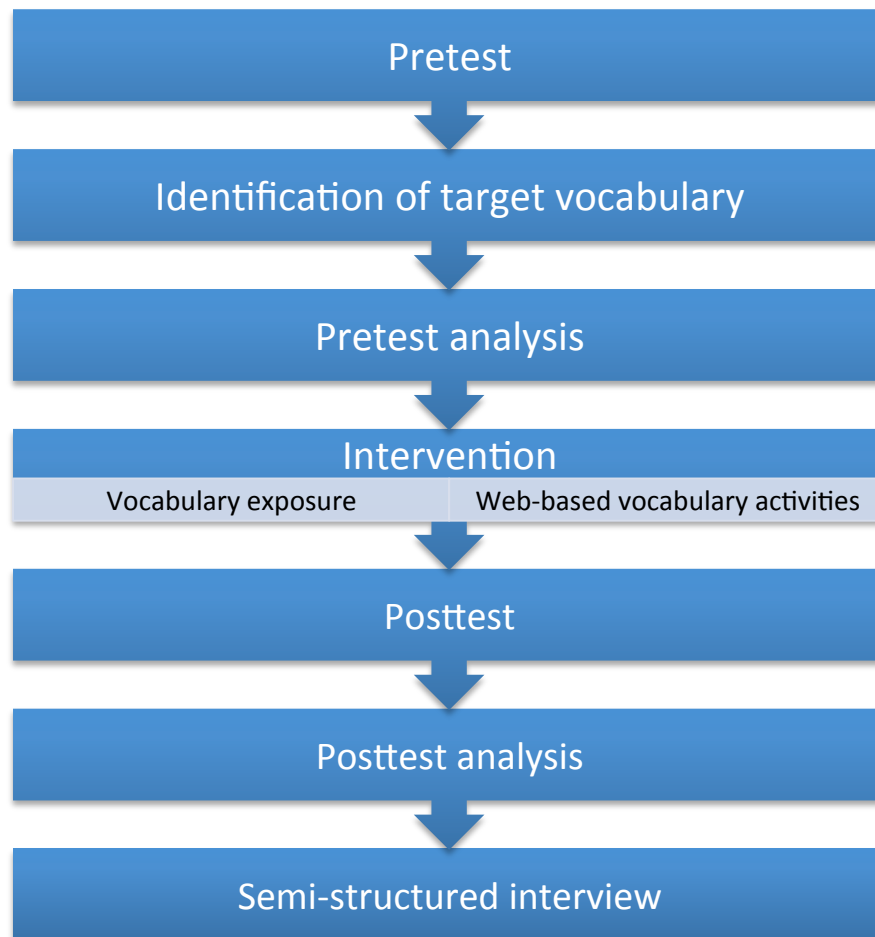 Pretest
Identification of target vocabulary
Pretest analysis
Intervention
Vocabulary exposure
Web-based vocabulary activities
Posttest
Posttest analysis
Semi-structured interview